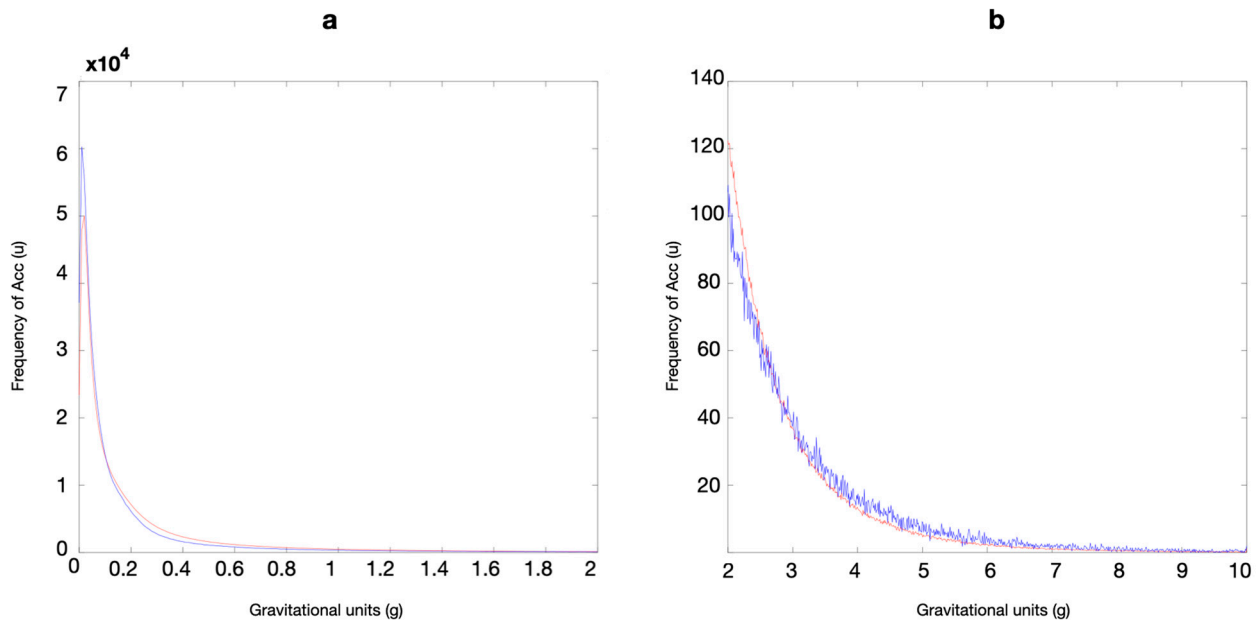 a
x10⁴
7
6
5
4
3
2
1
0
Frequency of Acc (u)
0 0.2 0.4 0.6 0.8 1 1.2 1.4 1.6 1.8 2
Gravitational units (g)
b
140
120
100
80
60
40
20
Frequency of Acc (u)
2 3 4 5 6 7 8 9 10
Gravitational units (g)